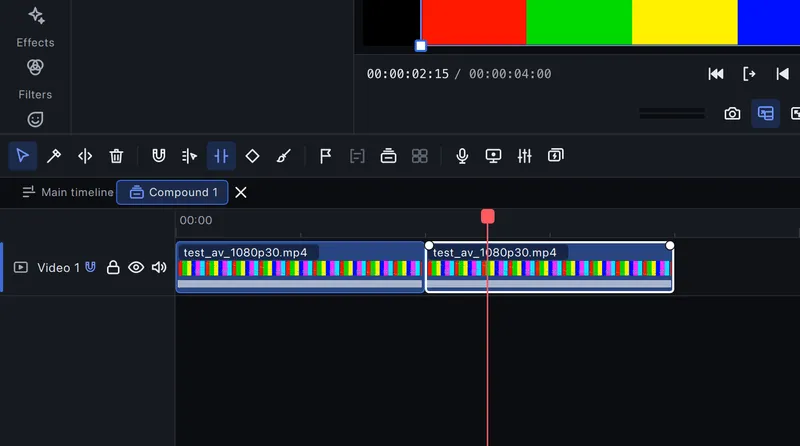 Effects
Filters
00:00:02:15 / 00:00:04:00
Main timeline
Compound 1
00:00
Video 1
test_av_1080p30.mp4
test_av_1080p30.mp4